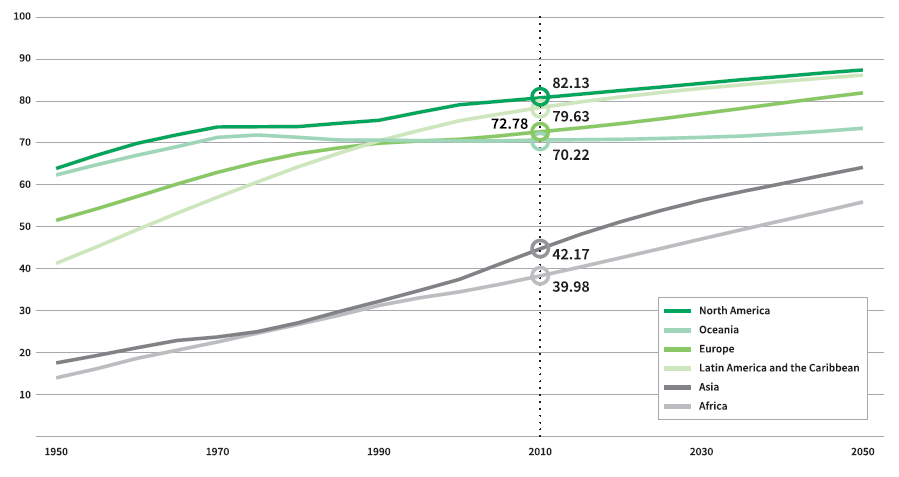 100
90
80
70
60
50
40
30
20
10
82.13
79.63
72.78
70.22
42.17
39.98
North America
Oceania
Europe
Latin America and the Caribbean
Asia
Africa
1950 1970 1990 2010 2030 2050